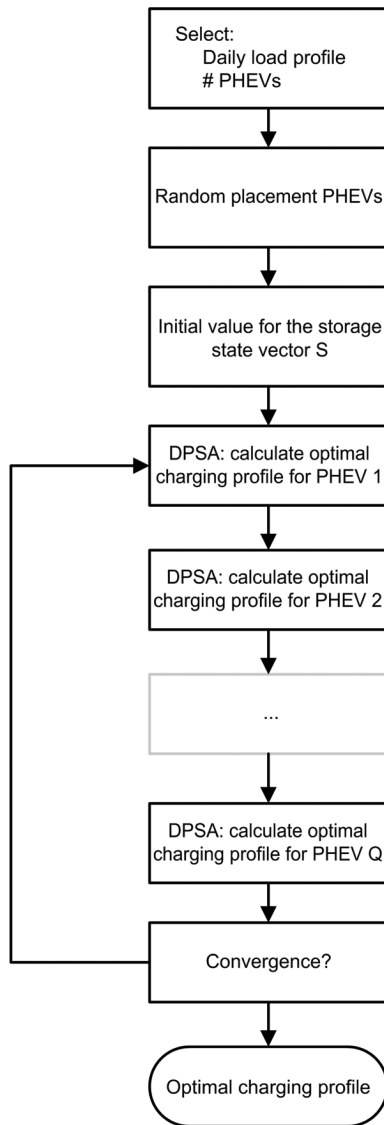 Select:
Daily load profile
# PHEVs
Random placement PHEVs
Initial value for the storage
state vector S
DPSA: calculate optimal
charging profile for PHEV 1
DPSA: calculate optimal
charging profile for PHEV 2
...
DPSA: calculate optimal
charging profile for PHEV Q
Convergence?
Optimal charging profile